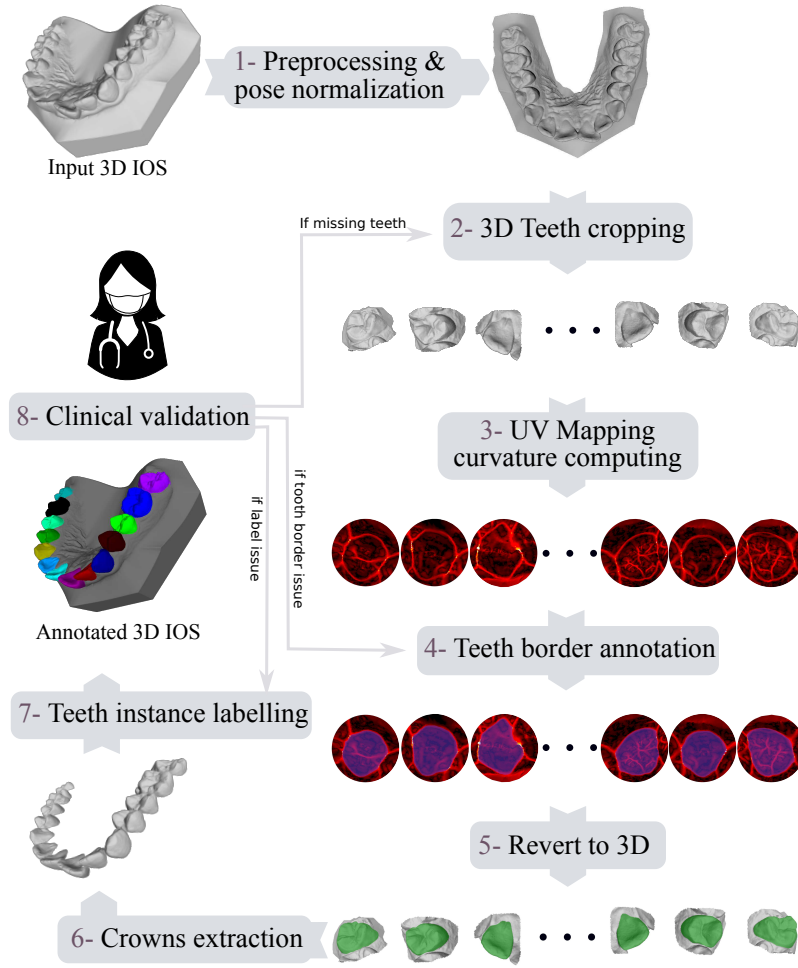 1- Preprocessing &
pose normalization
Input 3D IOS
If missing teeth
2- 3D Teeth cropping
8- Clinical validation
3- UV Mapping
curvature computing
if label issue
if tooth border issue
Annotated 3D IOS
4- Teeth border annotation
7- Teeth instance labelling
5- Revert to 3D
6- Crowns extraction